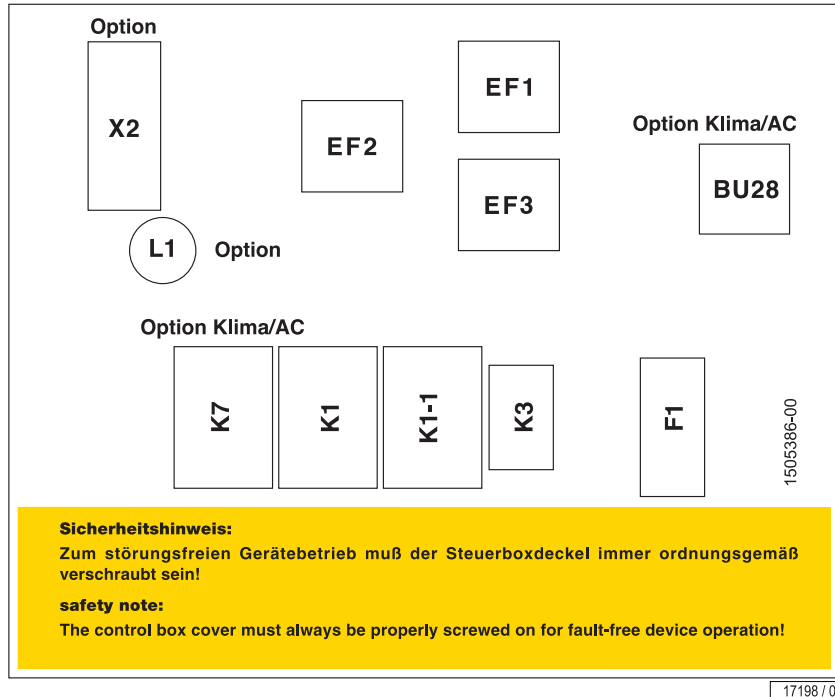 Option
X2
EF1
EF2
Option Klima/AC
BU28
EF3
L1
Option
Option Klima/AC
K7
K1
K1-1
K3
F1
1505386-00
Sicherheitshinweis:
Zum störungsfreien Gerätebetrieb muß der Steuerboxdeckel immer ordnungsgemäß
verschraubt sein!
safety note:
The control box cover must always be properly screwed on for fault-free device operation!
17198 / 0